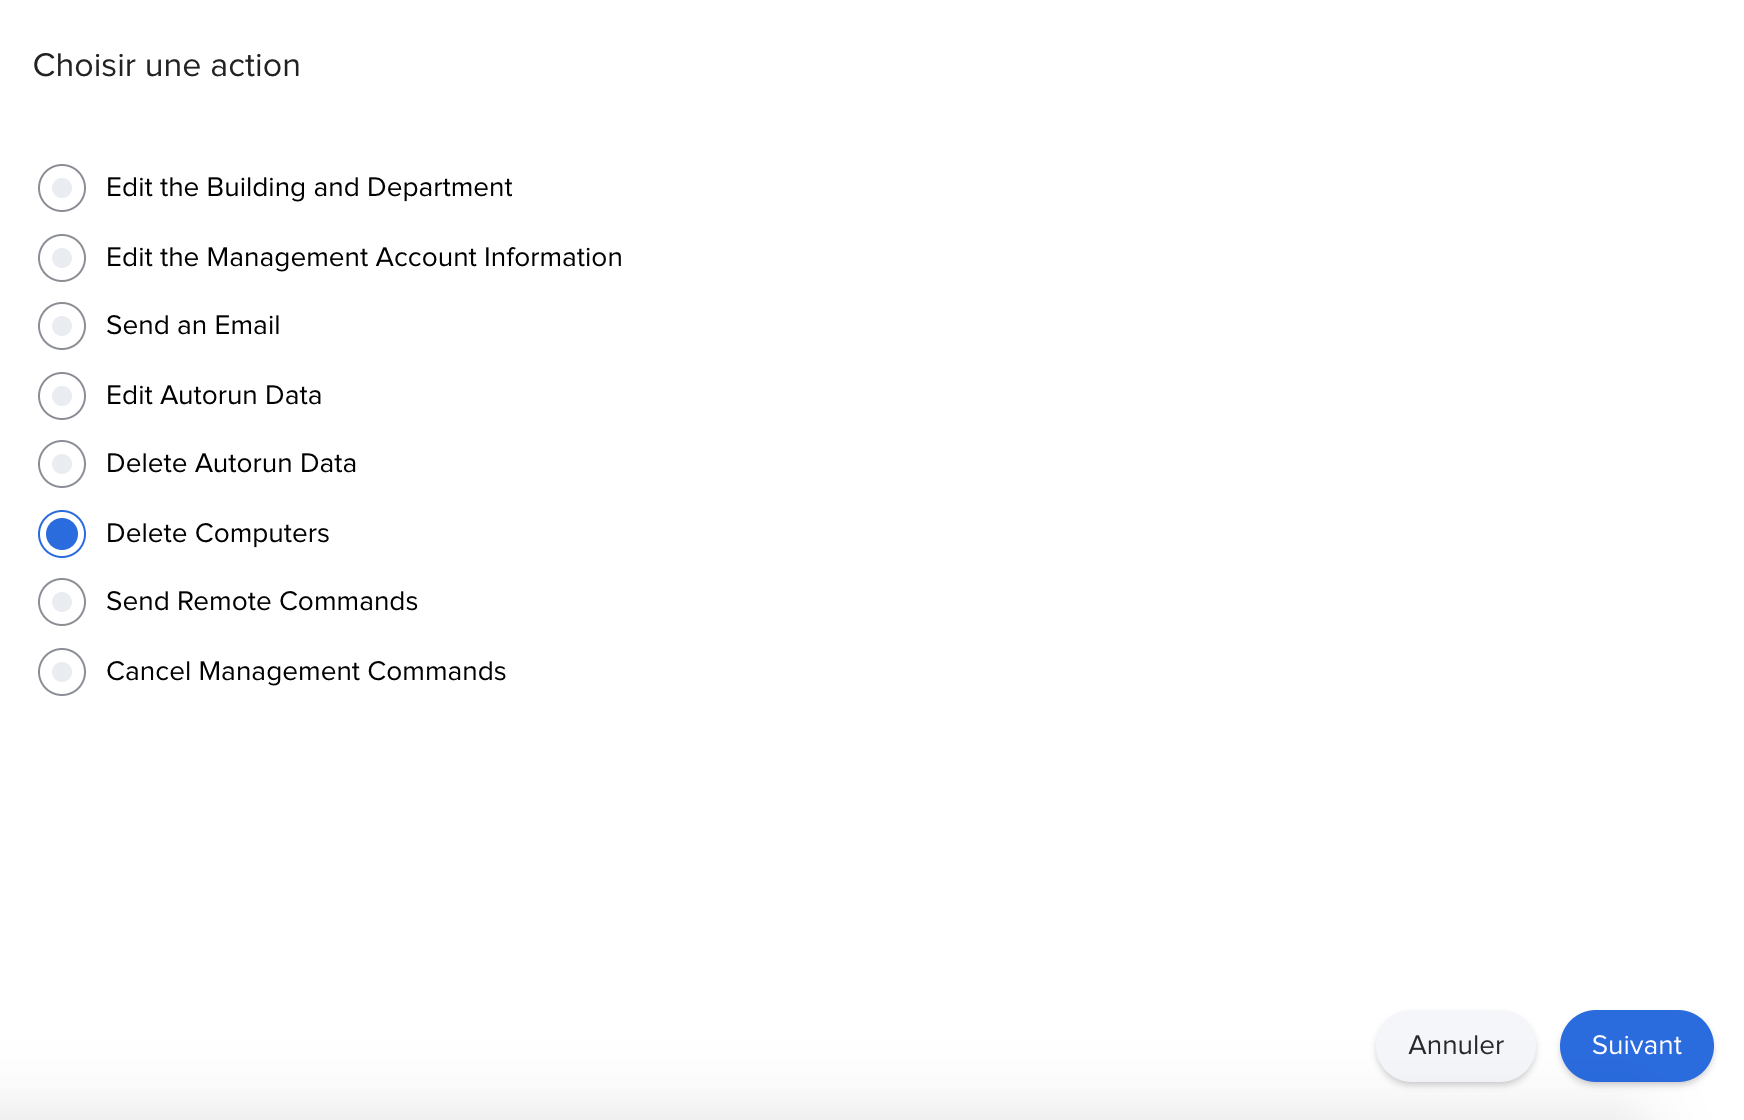 Choisir une action
Edit the Building and Department
Edit the Management Account Information
Send an Email
Edit Autorun Data
Delete Autorun Data
Delete Computers
Send Remote Commands
Cancel Management Commands
Annuler
Suivant